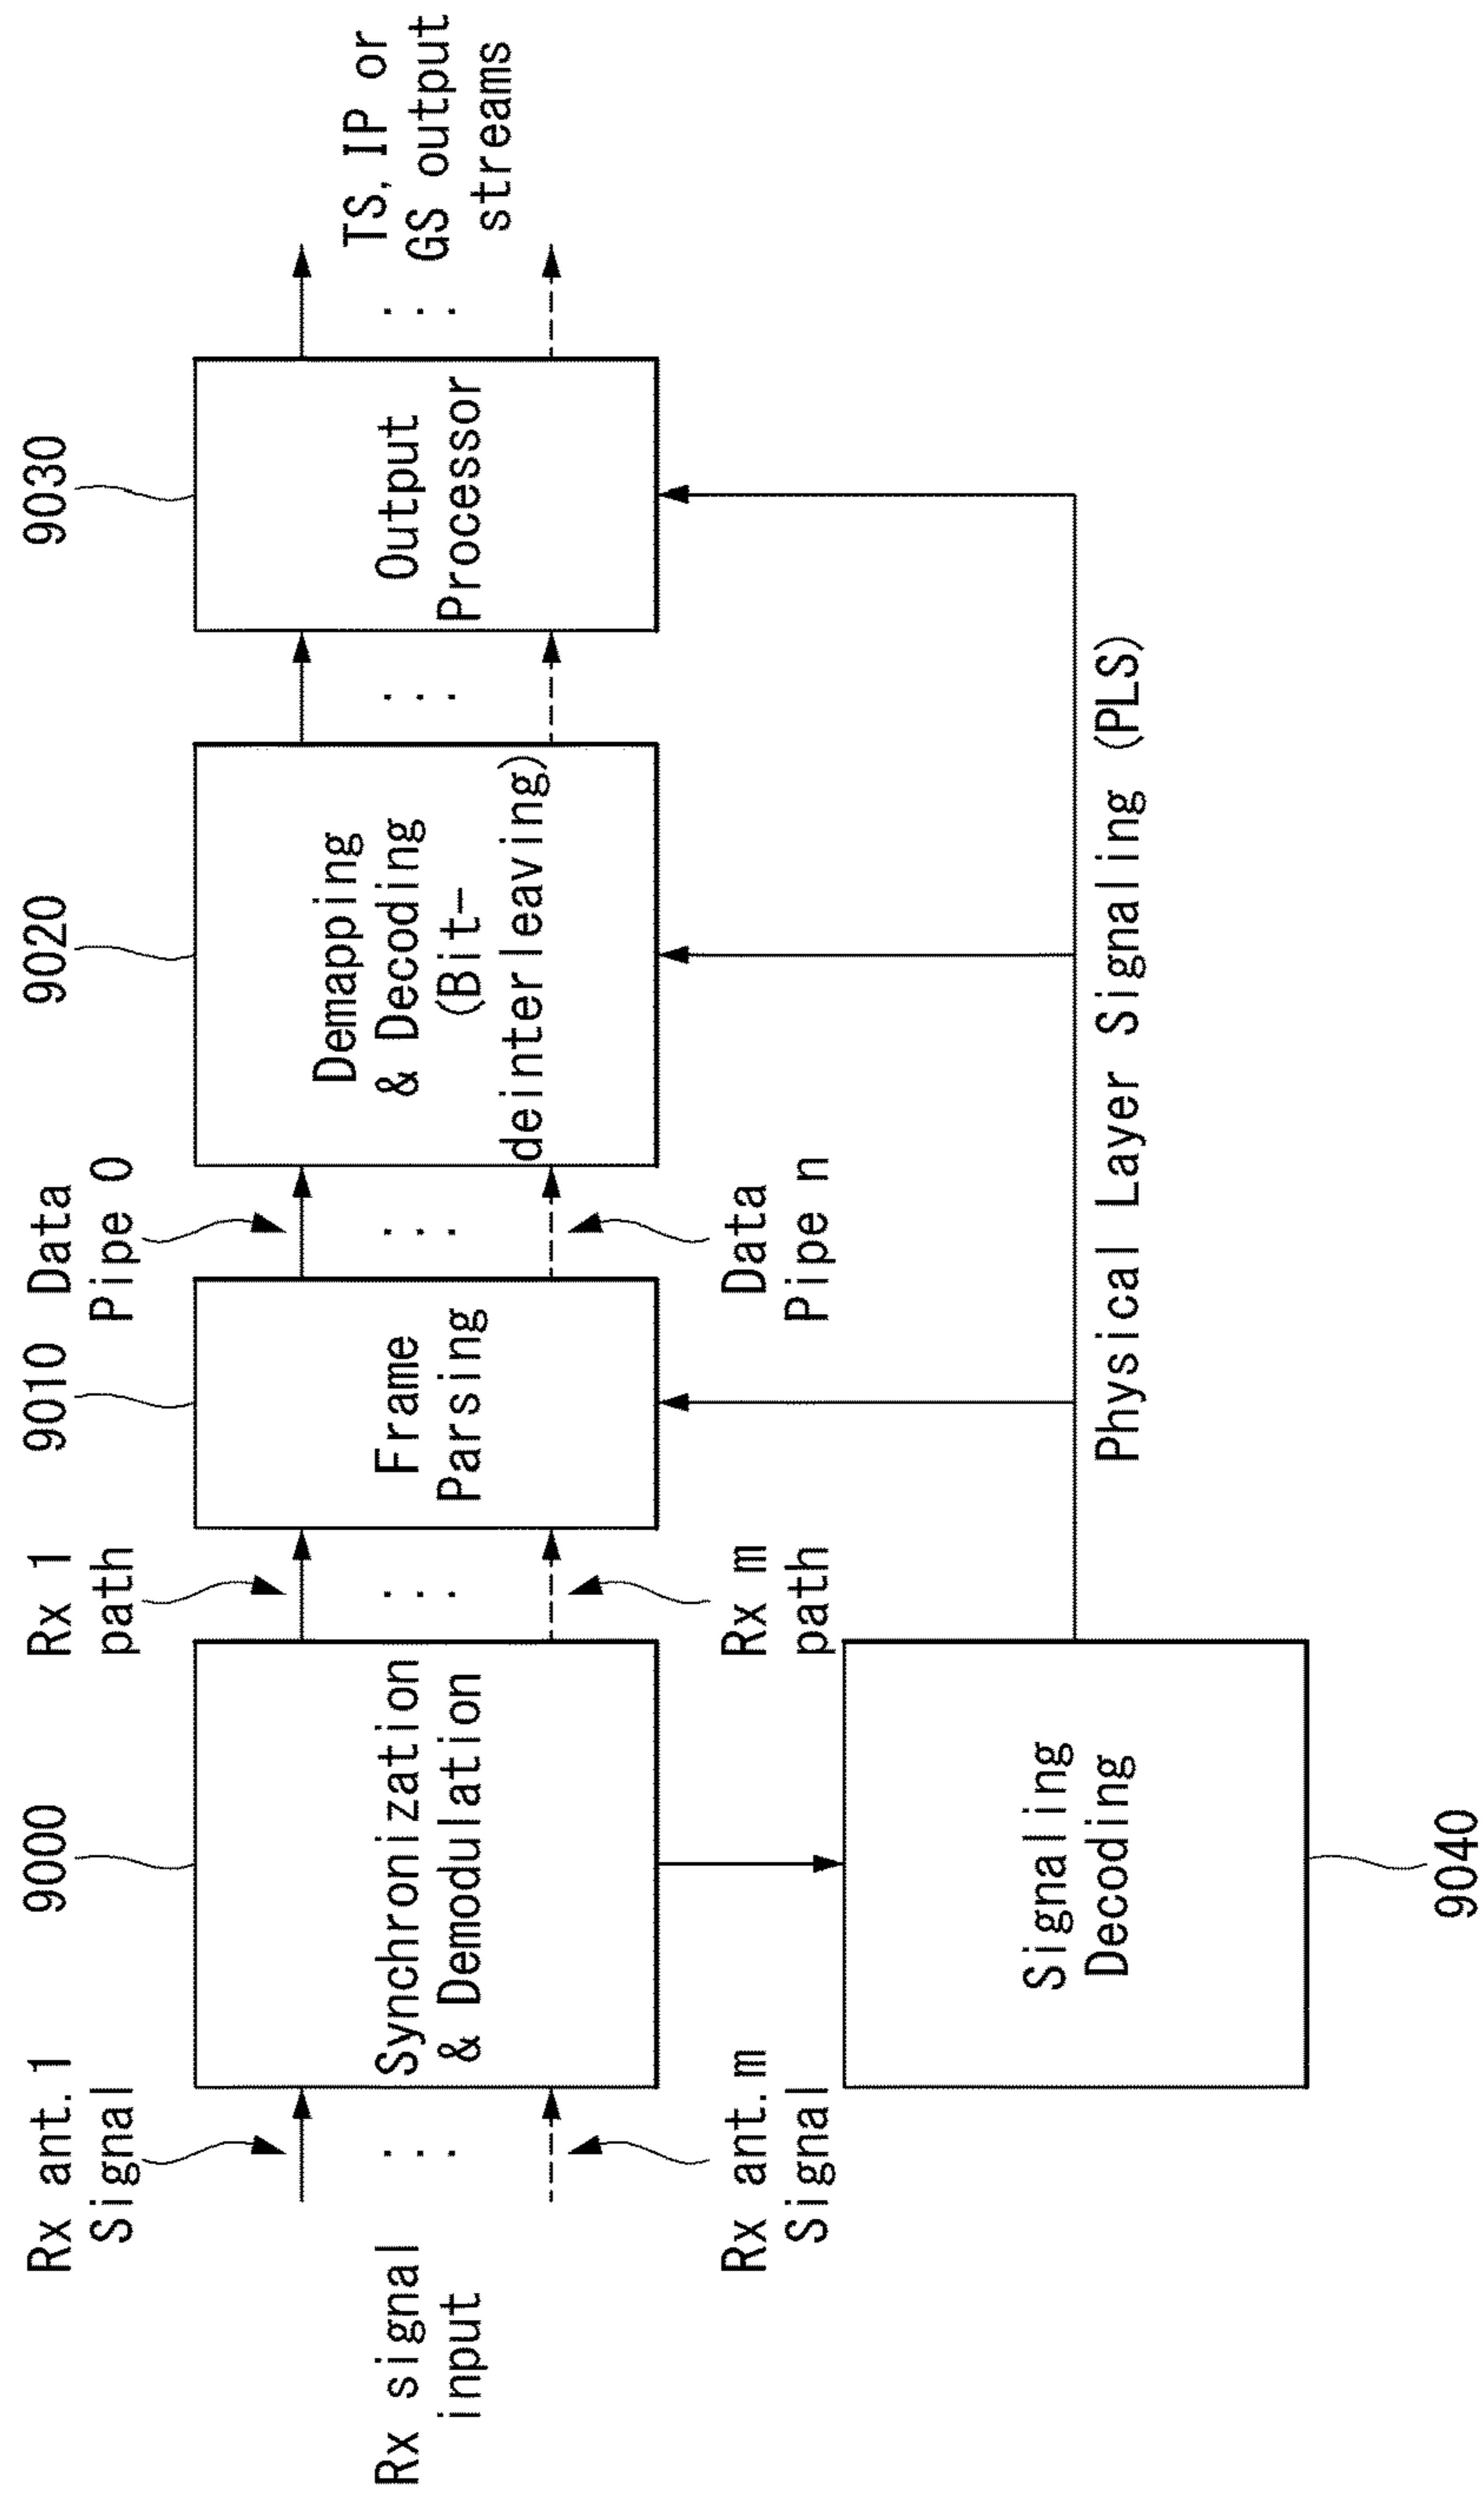 9000
9010
9020
9030
Rx ant.1
Signal
Rx 1
path
Data
Pipe 0
Rx signal
input
Synchronization
& Demodulation
Frame
Parsing
Demapping
& Decoding
(Bit-
deinterleaving)
Output
Processor
TS, IP or
GS output
streams
Rx ant.m
Signal
Rx m
path
Data
Pipe n
Signaling
Decoding
Physical Layer Signaling (PLS)
9040